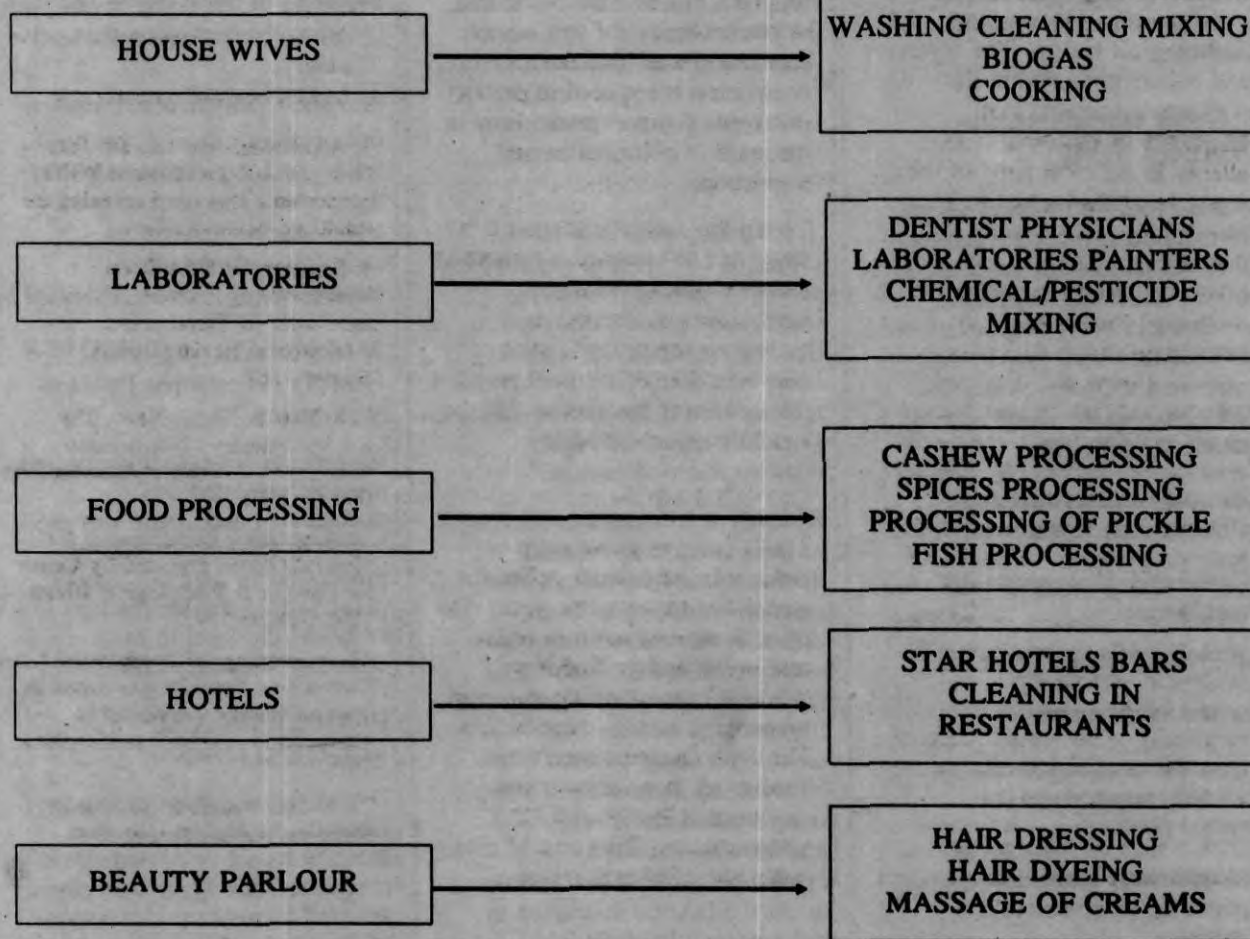 HOUSE WIVES
WASHING CLEANING MIXING
BIOGAS
COOKING
LABORATORIES
DENTIST PHYSICIANS
LABORATORIES PAINTERS
CHEMICAL/PESTICIDE
MIXING
FOOD PROCESSING
CASHEW PROCESSING
SPICES PROCESSING
PROCESSING OF PICKLE
FISH PROCESSING
HOTELS
STAR HOTELS BARS
CLEANING IN
RESTAURANTS
BEAUTY PARLOUR
HAIR DRESSING
HAIR DYEING
MASSAGE OF CREAMS